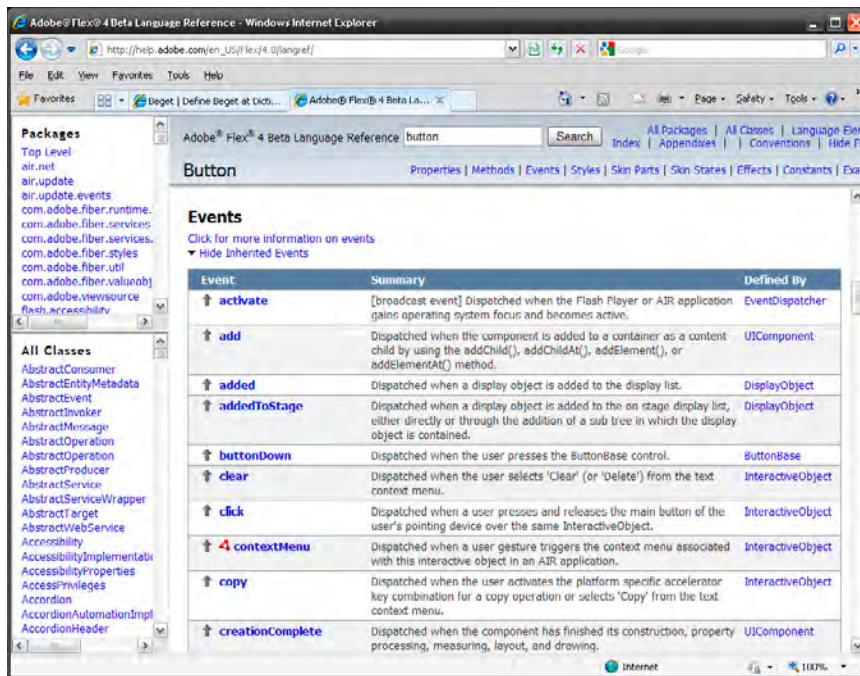 Adobe® Flex® 4 Beta Language Reference - Windows Internet Explorer
http://help.adobe.com/en_US/Flex/4.0/langref/
Google
File Edit View Favorites Tools Help
Favorites
Beget | Define Beget at Dicti...
Adobe® Flex® 4 Beta La...
Page Safety Tools
Packages
Top Level
air.net
air.update
air.update.events
com.adobe.fiber.runtime.
com.adobe.fiber.services
com.adobe.fiber.services.
com.adobe.fiber.styles
com.adobe.fiber.util
com.adobe.fiber.valueobj
com.adobe.viewsource
flash.accessibility
All Classes
AbstractConsumer
AbstractEntityMetadata
AbstractEvent
AbstractInvoker
AbstractMessage
AbstractOperation
AbstractOperation
AbstractProducer
AbstractService
AbstractServiceWrapper
AbstractTarget
AbstractWebService
Accessibility
AccessibilityImplementatic
AccessibilityProperties
AccessPrivileges
Accordion
AccordionAutomationImpl
AccordionHeader
Adobe® Flex® 4 Beta Language Reference button Search
All Packages | All Classes | Language Elem
Index | Appendixes | | Conventions | Hide F
Button
Properties | Methods | Events | Styles | Skin Parts | Skin States | Effects | Constants | Exa
Events
Click for more information on events
Hide Inherited Events
Event Summary Defined By
activate [broadcast event] Dispatched when the Flash Player or AIR application EventDispatcher
gains operating system focus and becomes active.
add Dispatched when the component is added to a container as a content UIComponent
child by using the addChild(), addChildAt(), addElement(), or
addElementAt() method.
added Dispatched when a display object is added to the display list. DisplayObject
addedToStage Dispatched when a display object is added to the on stage display list, DisplayObject
either directly or through the addition of a sub tree in which the display
object is contained.
buttonDown Dispatched when the user presses the ButtonBase control. ButtonBase
clear Dispatched when the user selects 'Clear' (or 'Delete') from the text InteractiveObject
context menu.
click Dispatched when a user presses and releases the main button of the InteractiveObject
user's pointing device over the same InteractiveObject.
contextMenu Dispatched when a user gesture triggers the context menu associated InteractiveObject
with this interactive object in an AIR application.
copy Dispatched when the user activates the platform specific accelerator InteractiveObject
key combination for a copy operation or selects 'Copy' from the text
context menu.
creationComplete Dispatched when the component has finished its construction, property UIComponent
processing, measuring, layout, and drawing.
Internet
100%